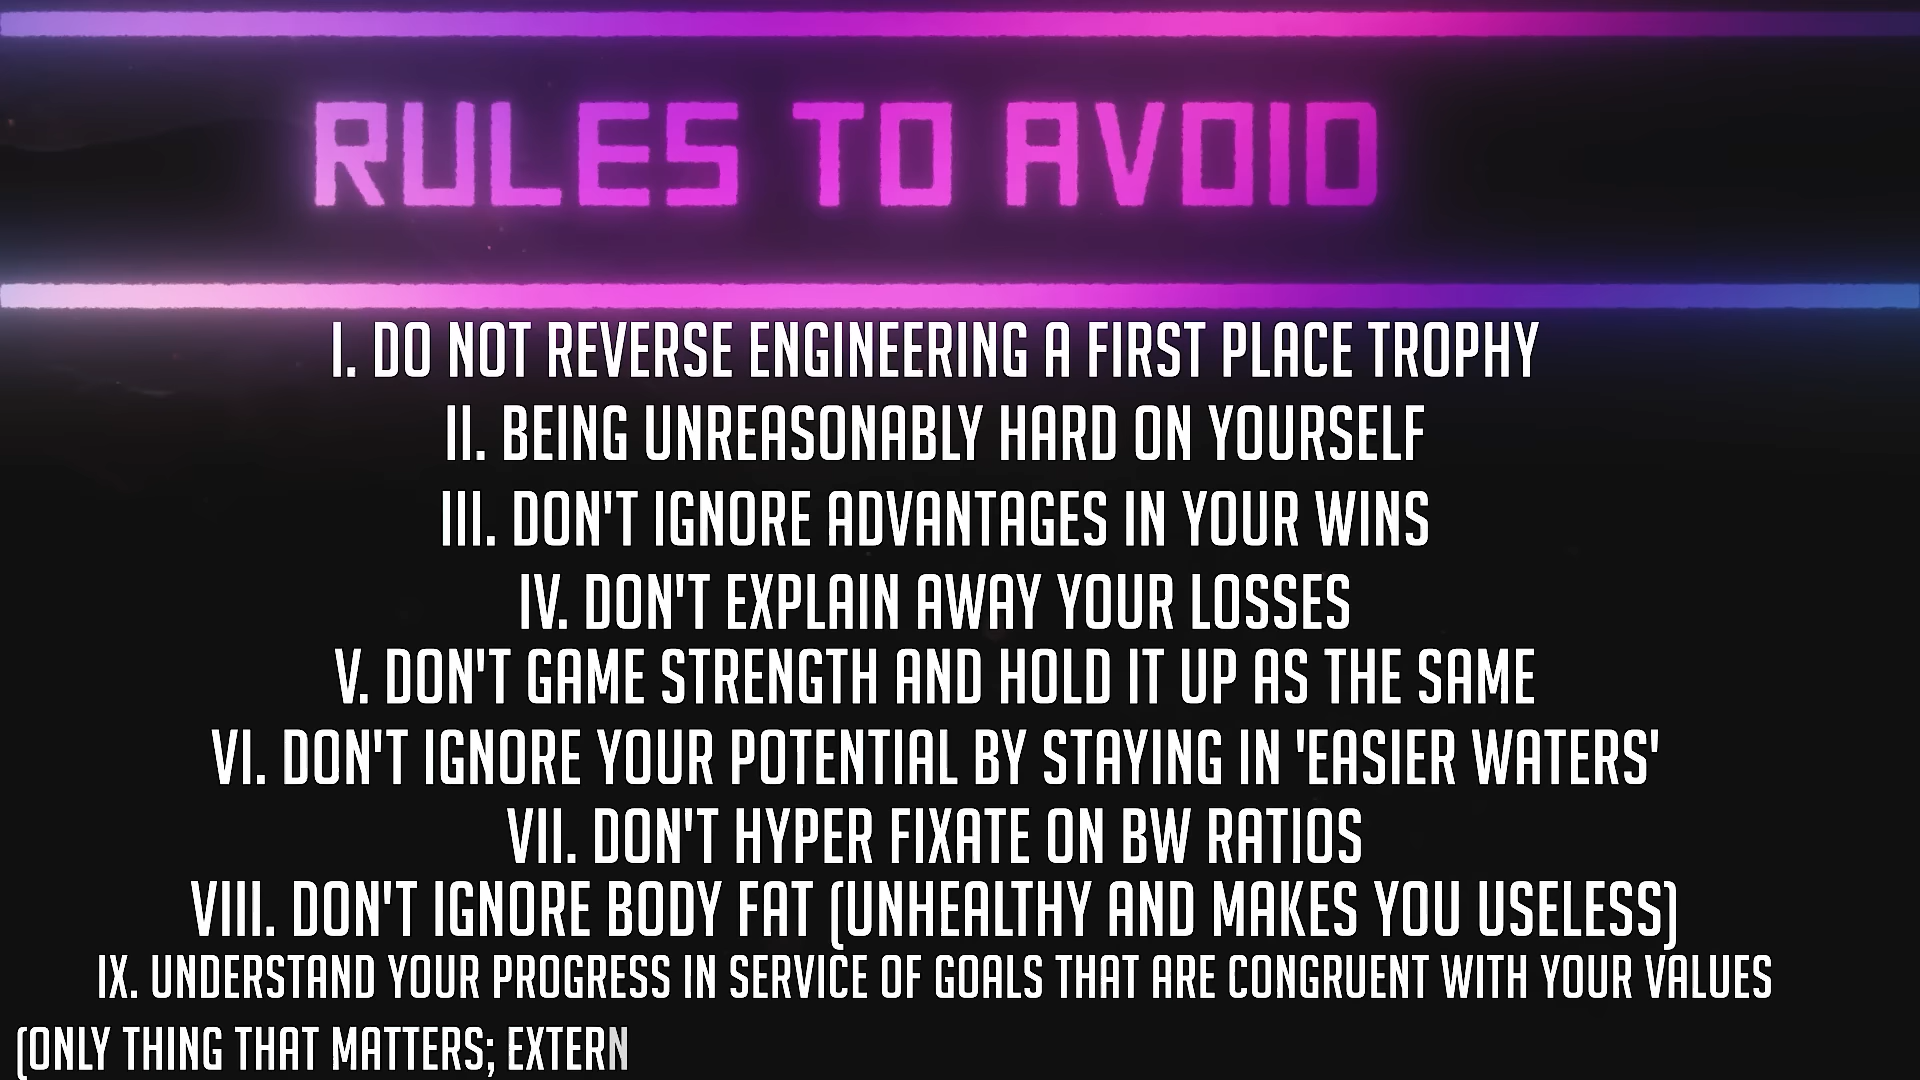 RULES TO AVOID
I. DO NOT REVERSE ENGINEERING A FIRST PLACE TROPHY
II. BEING UNREASONABLY HARD ON YOURSELF
III. DON'T IGNORE ADVANTAGES IN YOUR WINS
IV. DON'T EXPLAIN AWAY YOUR LOSSES
V. DON'T GAME STRENGTH AND HOLD IT UP AS THE SAME
VI. DON'T IGNORE YOUR POTENTIAL BY STAYING IN 'EASIER WATERS'
VII. DON'T HYPER FIXATE ON BW RATIOS
VIII. DON'T IGNORE BODY FAT (UNHEALTHY AND MAKES YOU USELESS)
IX. UNDERSTAND YOUR PROGRESS IN SERVICE OF GOALS THAT ARE CONGRUENT WITH YOUR VALUES
(ONLY THING THAT MATTERS; EXTERN